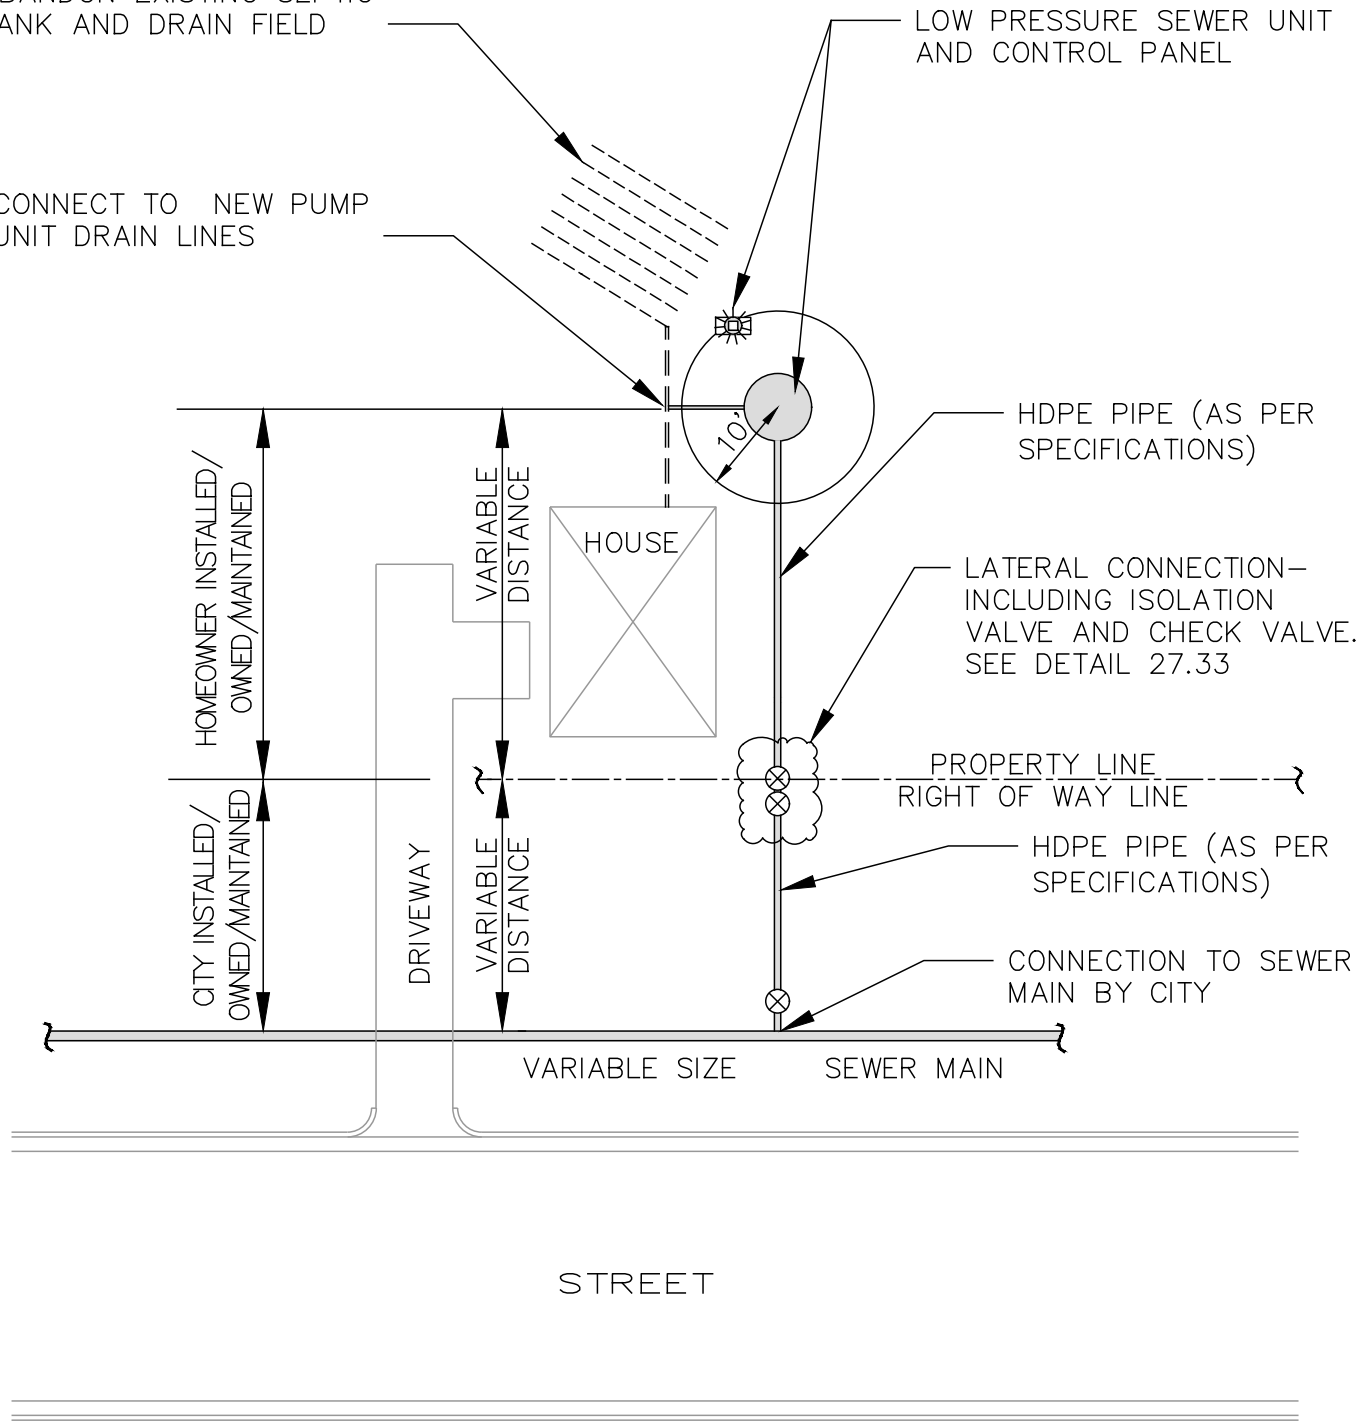 ANK AND DRAIN FIELD
LOW PRESSURE SEWER UNIT
AND CONTROL PANEL
CONNECT TO NEW PUMP
UNIT DRAIN LINES
10'
HDPE PIPE (AS PER
SPECIFICATIONS)
HOMEOWNER INSTALLED/
OWNED/MAINTAINED
VARIABLE
DISTANCE
HOUSE
LATERAL CONNECTION–
INCLUDING ISOLATION
VALVE AND CHECK VALVE.
SEE DETAIL 27.33
PROPERTY LINE
RIGHT OF WAY LINE
CITY INSTALLED/
OWNED/MAINTAINED
DRIVEWAY
VARIABLE
DISTANCE
HDPE PIPE (AS PER
SPECIFICATIONS)
CONNECTION TO SEWER
MAIN BY CITY
VARIABLE SIZE SEWER MAIN
STREET